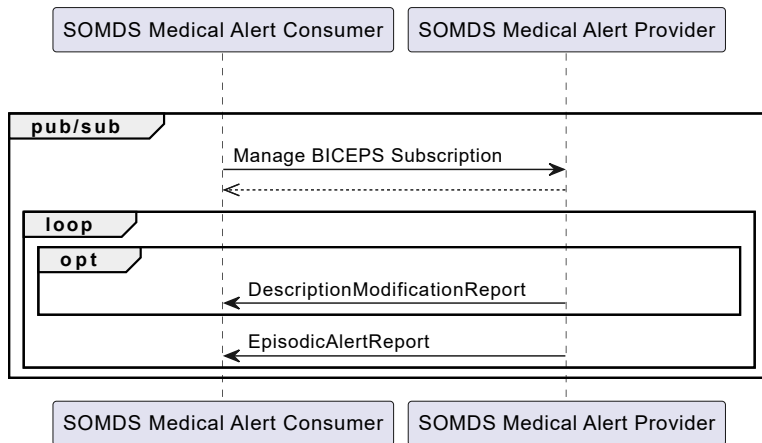 SOMDS Medical Alert Consumer
SOMDS Medical Alert Provider
pub/sub
Manage BICEPS Subscription
loop
opt
DescriptionModificationReport
EpisodicAlertReport
SOMDS Medical Alert Consumer
SOMDS Medical Alert Provider